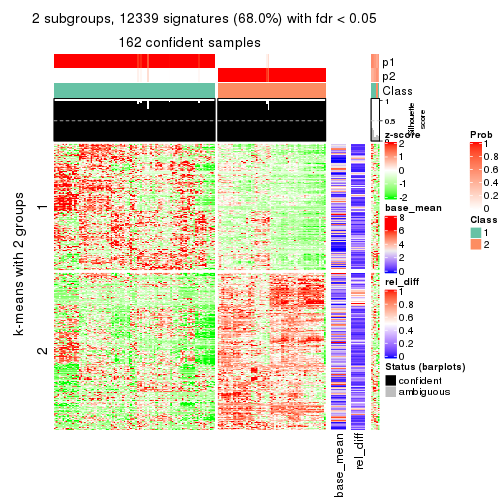 2 subgroups, 12339 signatures (68.0%) with fdr < 0.05
162 confident samples
p1
p2
Class
1
0.5
0
Silhouette
score
k-means with 2 groups
1
2
base_mean
rel_diff
z-score
2
1
0
-1
-2
base_mean
8
6
4
2
0
rel_diff
1
0.8
0.6
0.4
0.2
0
Status (barplots)
confident
ambiguous
Prob
1
0.8
0.6
0.4
0.2
0
Class
1
2